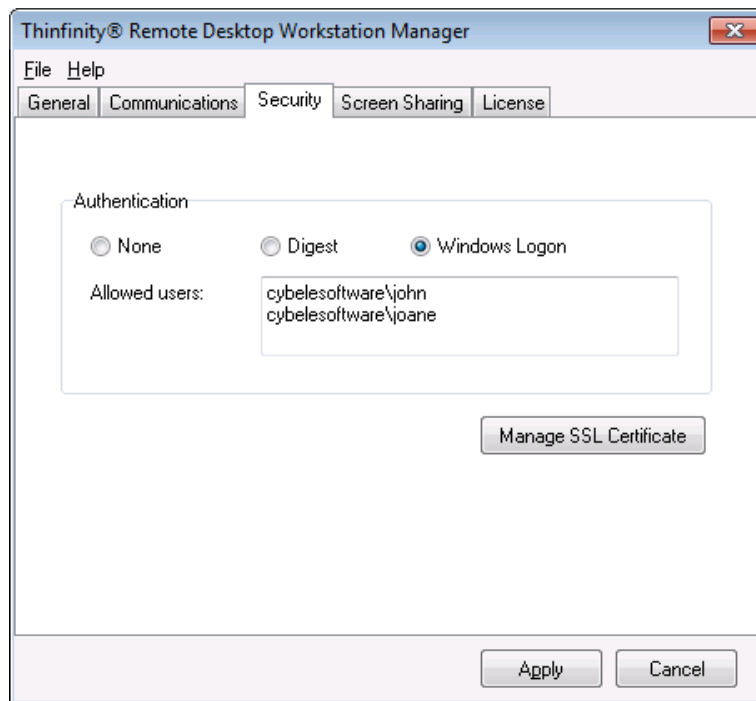 Thinfinity® Remote Desktop Workstation Manager
File Help
General Communications Security Screen Sharing License
Authentication
None Digest Windows Logon
Allowed users: cybelesoftware\john
cybelesoftware\joane
Manage SSL Certificate
Apply Cancel